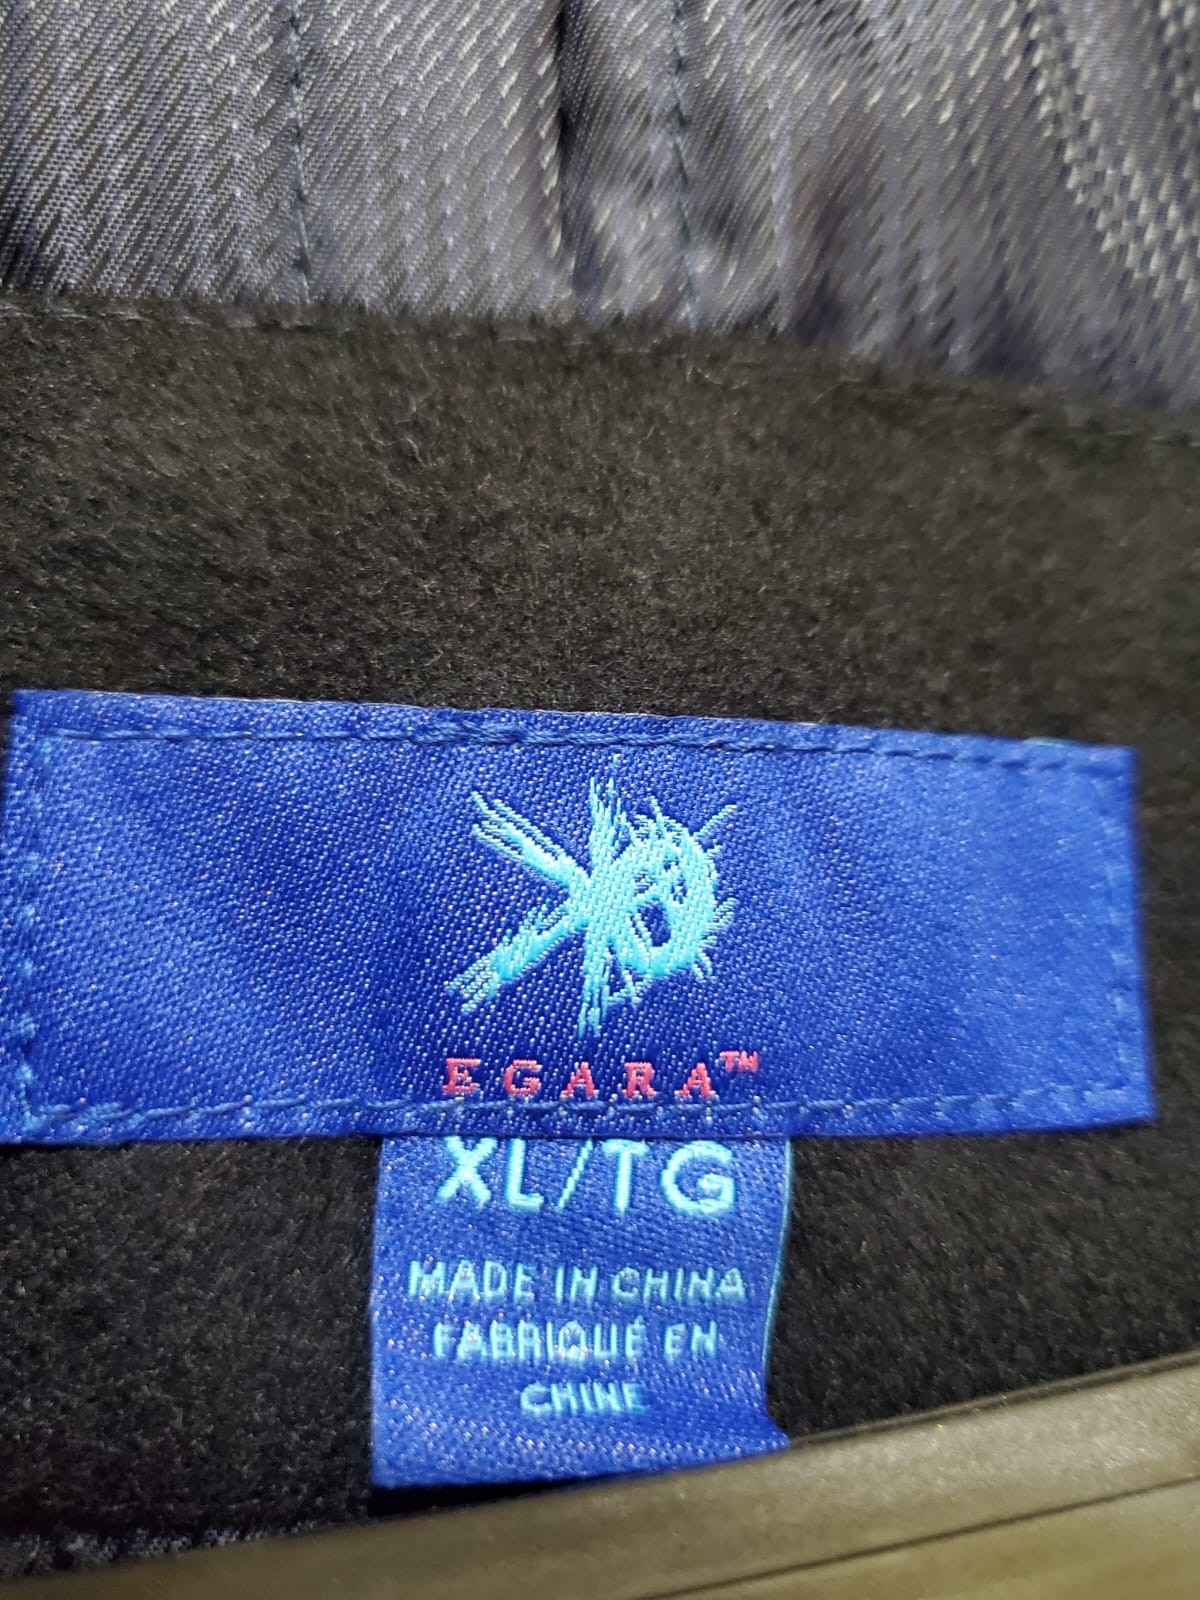 EGARA™
XL/TG
MADE IN CHINA
FABRIQUÉ EN
CHINE